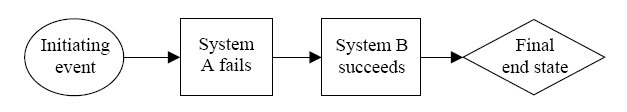 Initiating
event
System
A fails
System B
succeeds
Final
end state